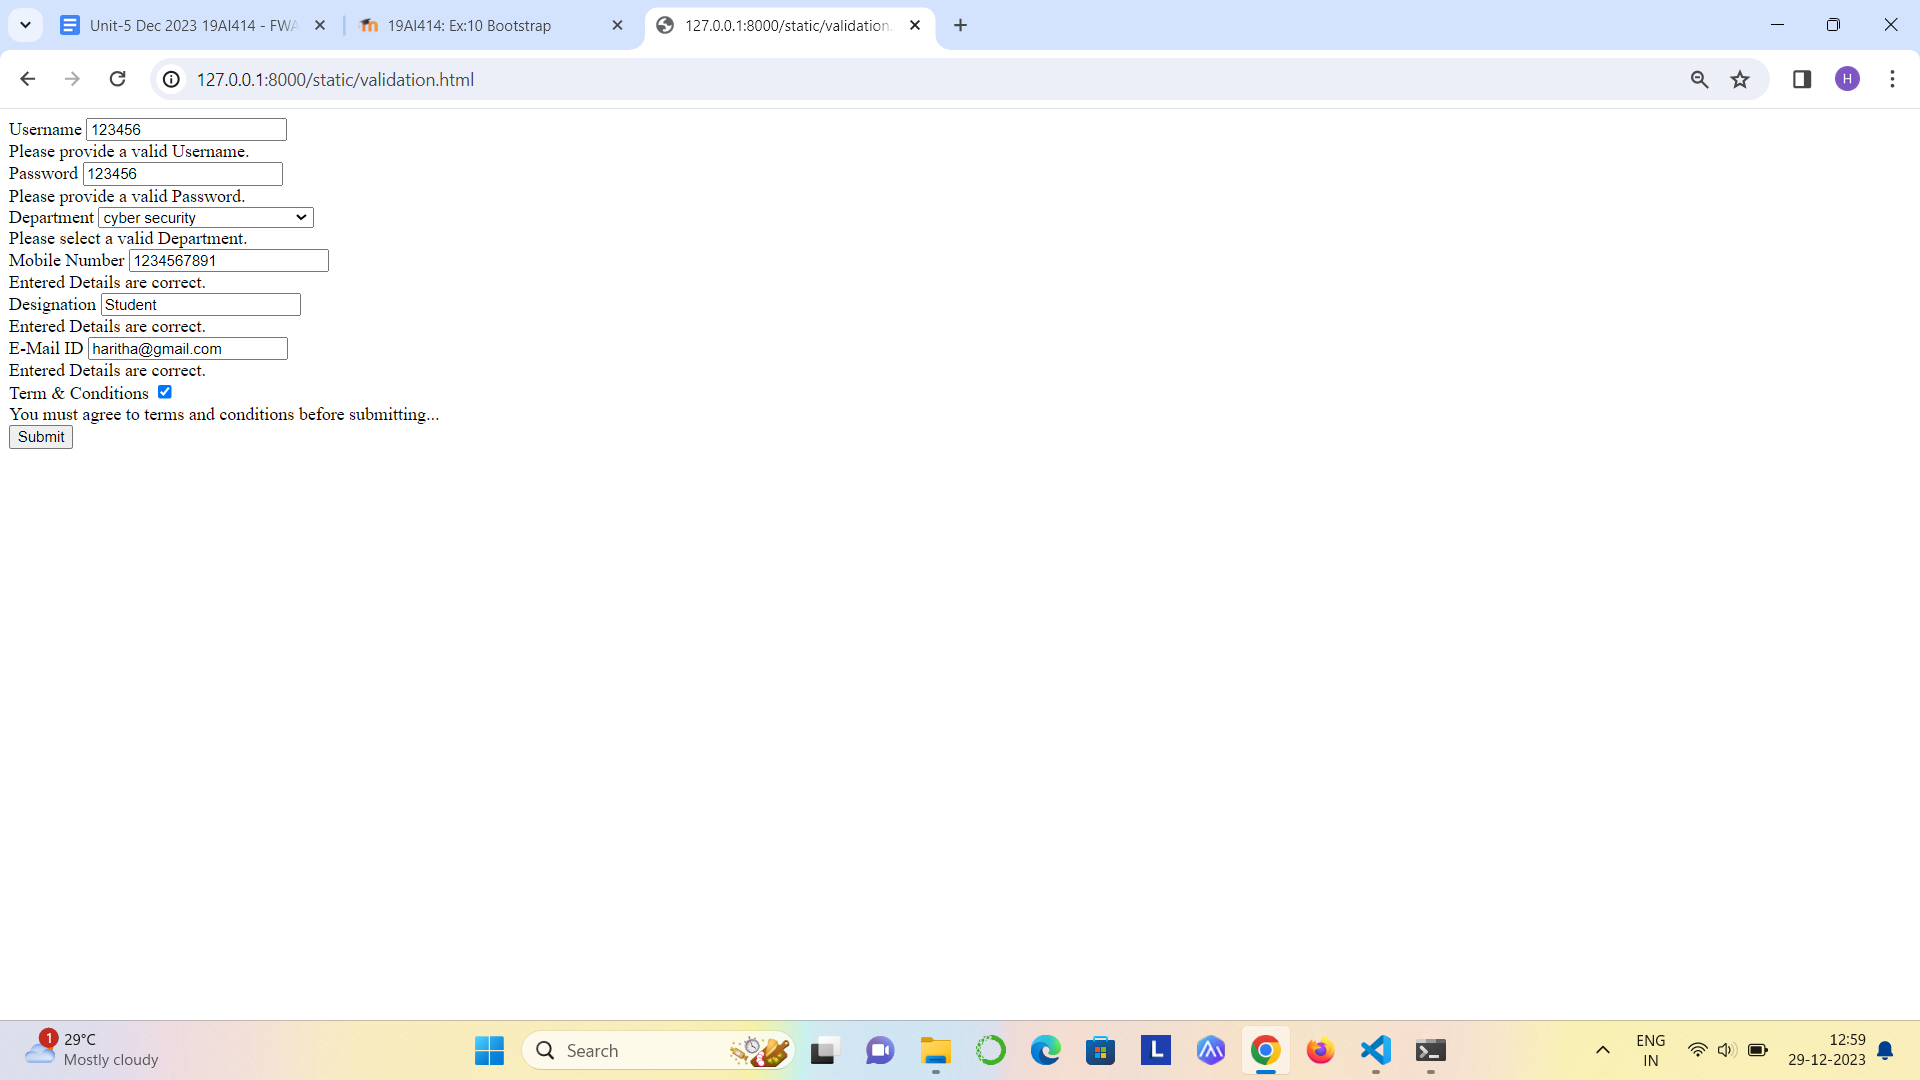 Unit-5 Dec 2023 19AI414 - FWA
19AI414: Ex:10 Bootstrap
127.0.0.1:8000/static/validation.
127.0.0.1:8000/static/validation.html
H
Username 123456
Please provide a valid Username.
Password 123456
Please provide a valid Password.
Department cyber security
Please select a valid Department.
Mobile Number 1234567891
Entered Details are correct.
Designation Student
Entered Details are correct.
E-Mail ID haritha@gmail.com
Entered Details are correct.
Term & Conditions
You must agree to terms and conditions before submitting...
Submit
1
29°C
Mostly cloudy
Search
L
ENG
IN
12:59
29-12-2023